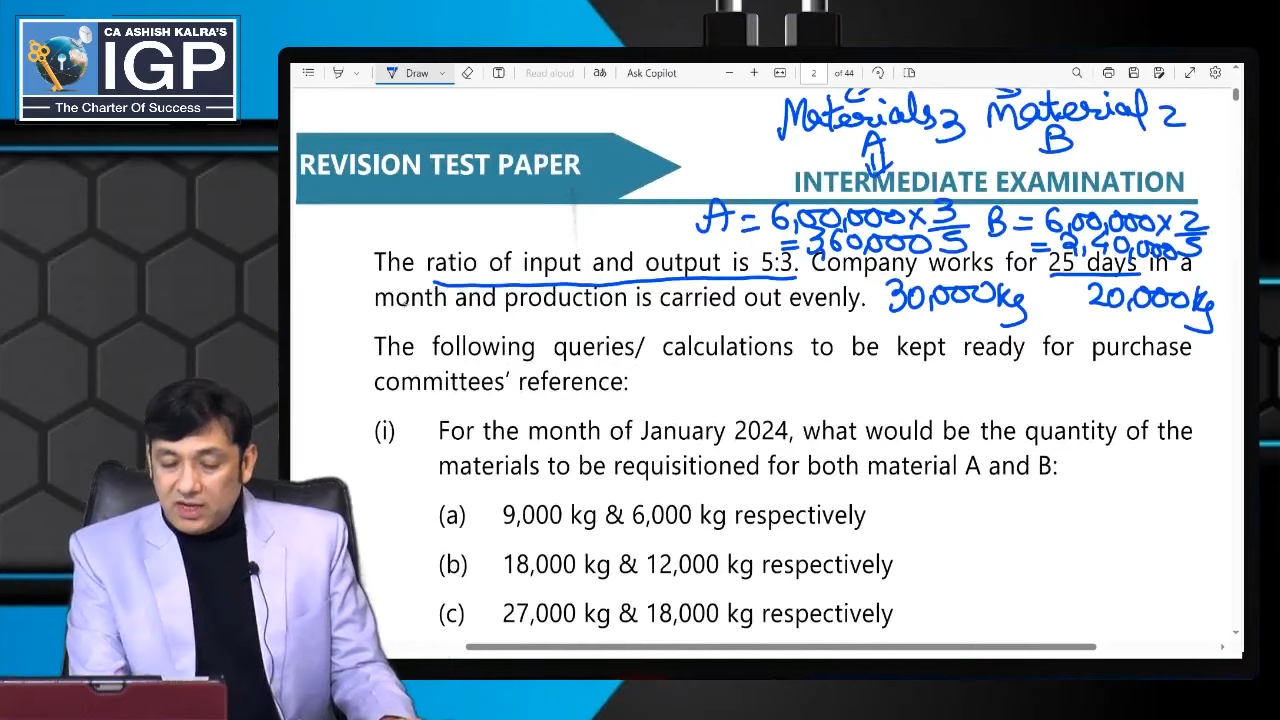 CA ASHISH KALRA'S
IGP
The Charter Of Success
Draw
Read aloud
Ask Copilot
2
of 44
Materials 3 Material 2
A B
REVISION TEST PAPER
INTERMEDIATE EXAMINATION
A = 6,00,000 × 3/5 B = 6,00,000 × 2/5
= 360,000 = 2,40,000
The ratio of input and output is 5:3. Company works for 25 days in a
month and production is carried out evenly. 30,000kg 20,000kg
The following queries/ calculations to be kept ready for purchase
committees' reference:
(i) For the month of January 2024, what would be the quantity of the
materials to be requisitioned for both material A and B:
(a) 9,000 kg & 6,000 kg respectively
(b) 18,000 kg & 12,000 kg respectively
(c) 27,000 kg & 18,000 kg respectively